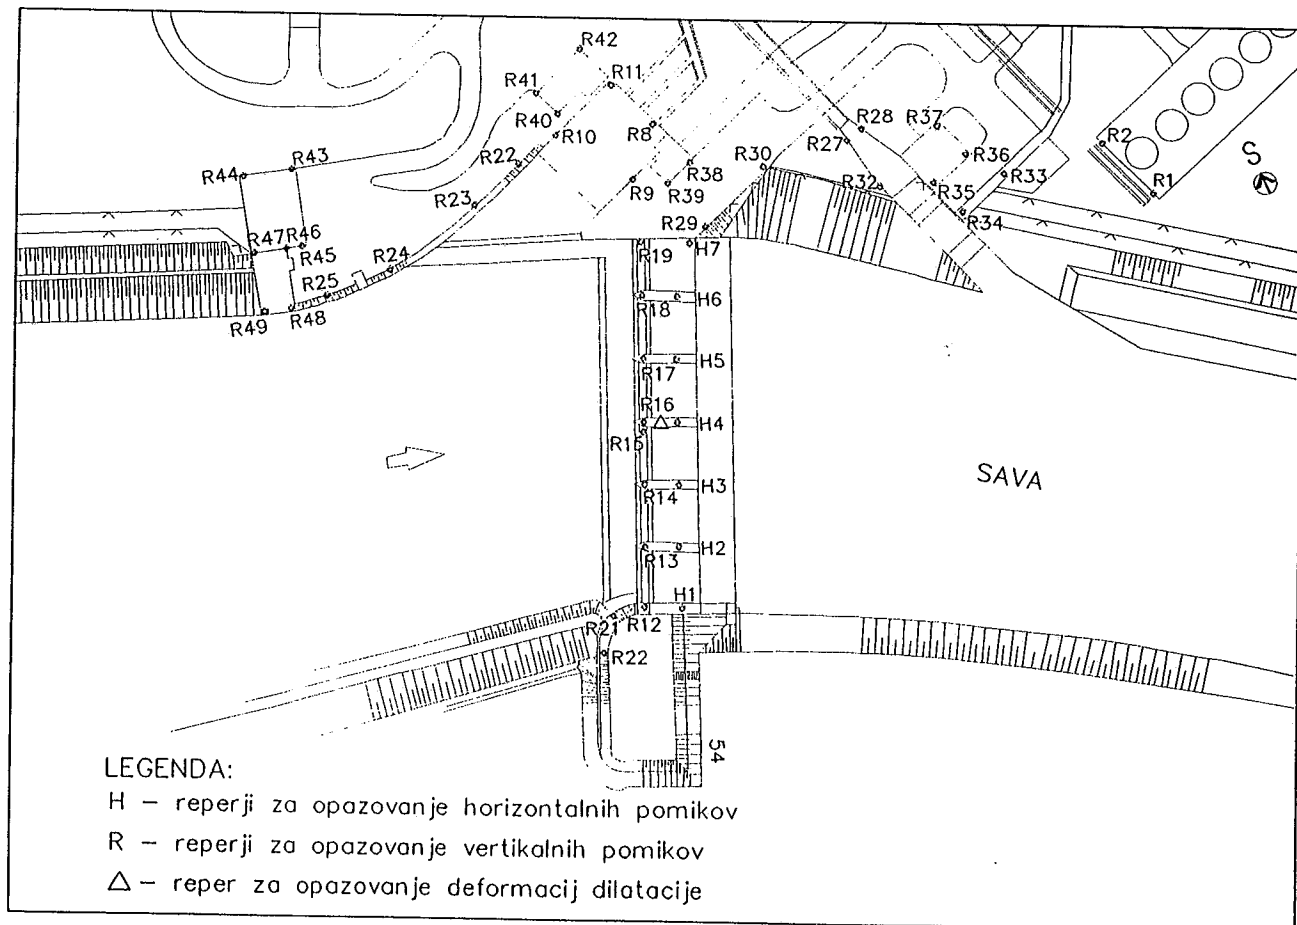 R42
R41
R11
R40
R10
R8
R28
R37
R27
R2
R22
R38
R30
R36
R33
S
R44
R43
R9
R39
R32
R35
R1
R23
R29
R34
R47
R46
R45
R19
H7
R24
R25
R18
H6
R49
R48
R17
H5
R16
H4
R15
SAVA
R14
H3
R13
H2
H1
R21
R12
R22
54
LEGENDA:
H – reperji za opazovanje horizontalnih pomikov
R – reperji za opazovanje vertikalnih pomikov
△ – reper za opazovanje deformacij dilatacije